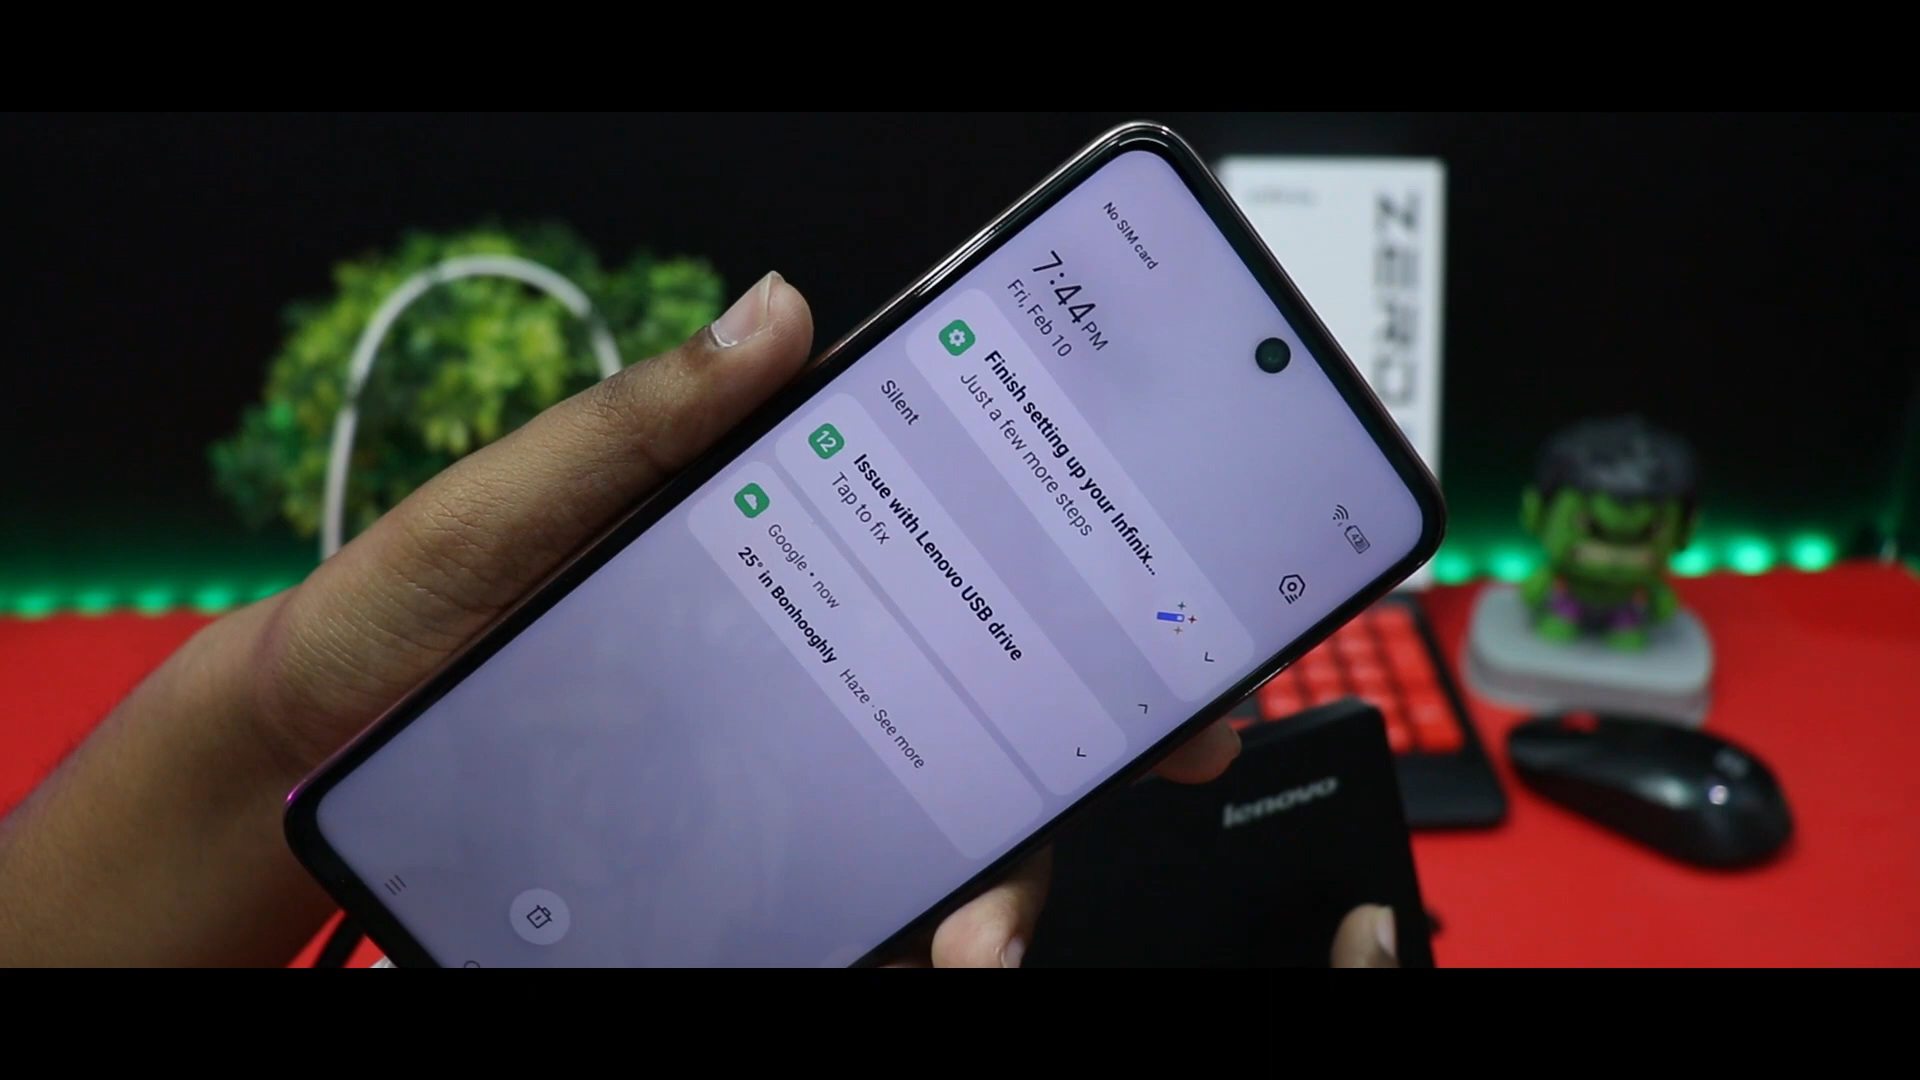 No SIM card
7:44 PM
Fri, Feb 10
Finish setting up your Infinix...
Just a few more steps
Silent
12
Issue with Lenovo USB drive
Tap to fix
Google • now
25° in Bonhooghly Haze · See more
ZERO
lenovo